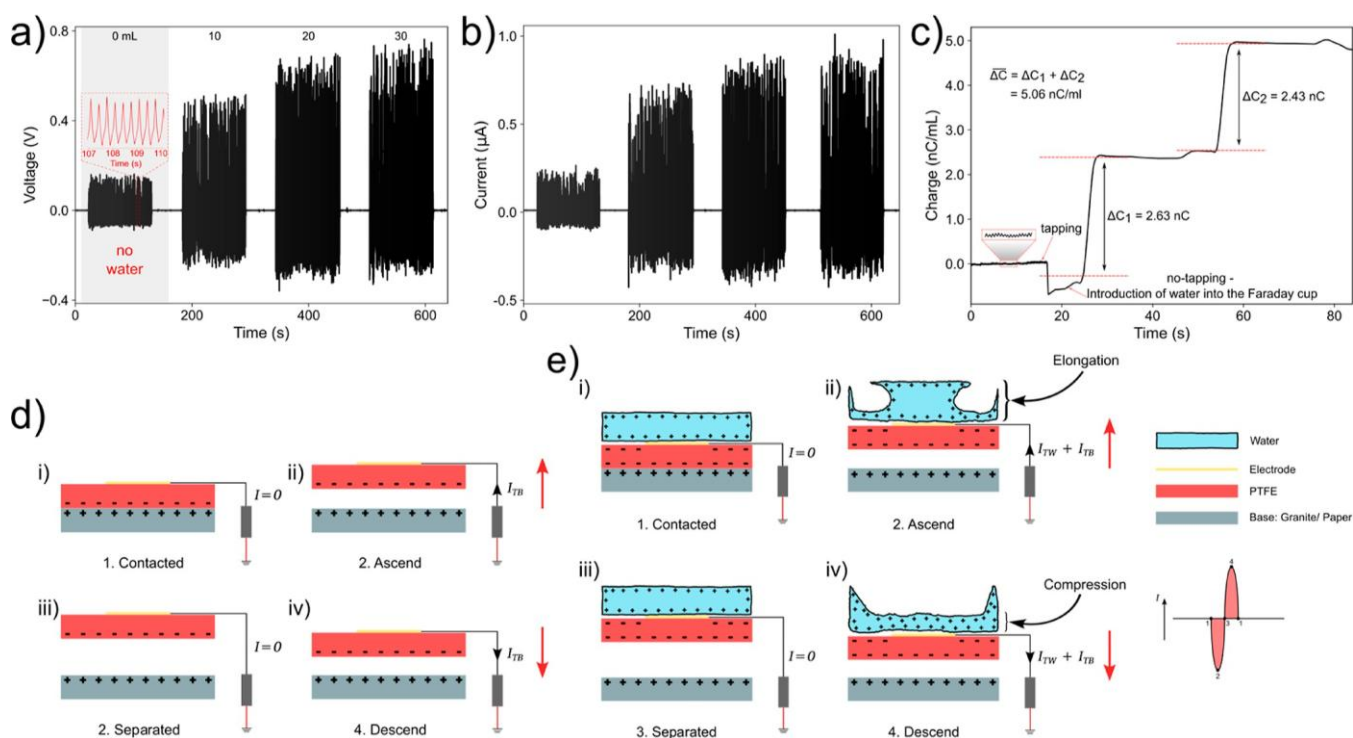 a)
0 mL
10
20
30
0.8
0.4
0.0
−0.4
Voltage (V)
107
108
109
110
Time (s)
no
water
0
200
400
600
Time (s)
b)
1.0
0.5
0.0
-0.5
Current (µA)
0
200
400
600
Time (s)
c)
5.0
4.0
3.0
2.0
1.0
0.0
Charge (nC/mL)
ΔC = ΔC₁ + ΔC₂
= 5.06 nC/ml
ΔC₂ = 2.43 nC
ΔC₁ = 2.63 nC
tapping
no-tapping -
Introduction of water into the Faraday cup
0
20
40
60
80
Time (s)
d)
i)
I=0
1. Contacted
ii)
I_TB
2. Ascend
iii)
I=0
2. Separated
iv)
I_TB
4. Descend
e)
i)
I=0
1. Contacted
ii)
Elongation
I_TW + I_TB
2. Ascend
iii)
I=0
3. Separated
iv)
Compression
I_TW + I_TB
4. Descend
Water
Electrode
PTFE
Base: Granite/ Paper
I
4
1
3
1
2